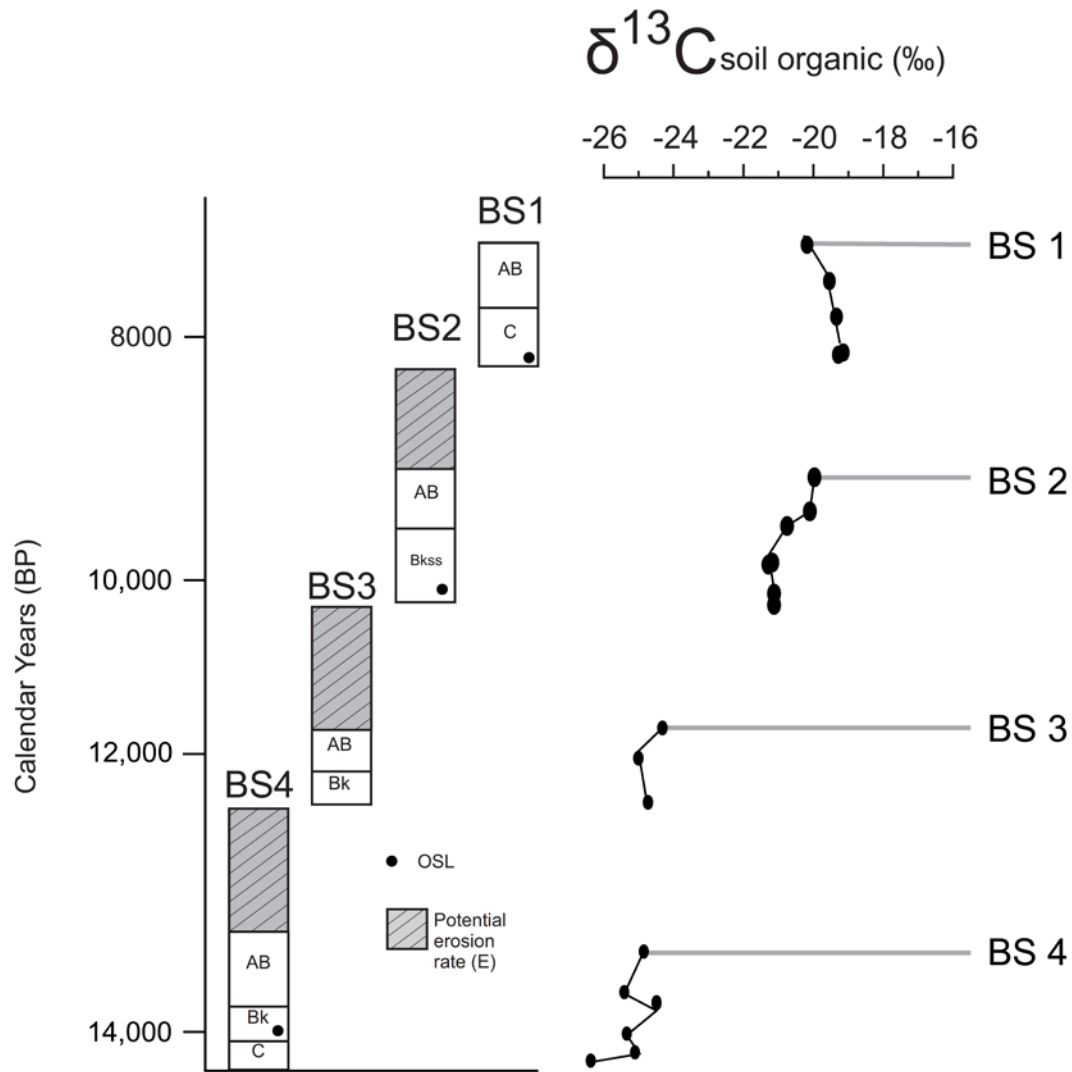 δ13C soil organic (‰)
-26 -24 -22 -20 -18 -16
BS1
AB
C
BS 1
8000
BS2
AB
Bkss
BS 2
10,000
BS3
AB
Bk
BS 3
12,000
BS4
AB
Bk
C
BS 4
14,000
Calendar Years (BP)
OSL
Potential
erosion
rate (E)